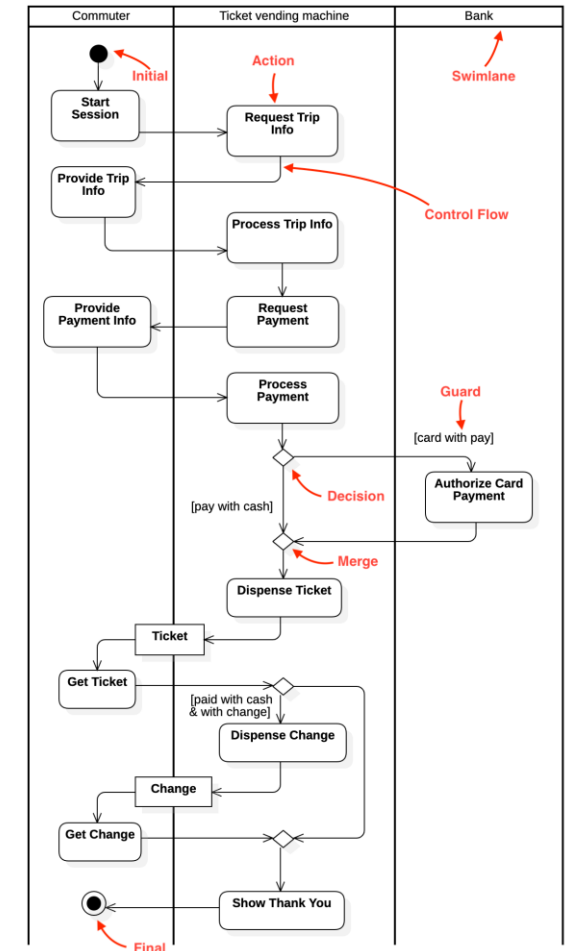 Commuter
Ticket vending machine
Bank
Initial
Action
Swimlane
Start
Session
Request Trip
Info
Provide Trip
Info
Control Flow
Process Trip Info
Provide
Payment Info
Request
Payment
Process
Payment
Guard
[card with pay]
Authorize Card
Payment
Decision
[pay with cash]
Merge
Dispense Ticket
Ticket
Get Ticket
[paid with cash
& with change]
Dispense Change
Change
Get Change
Show Thank You
Final